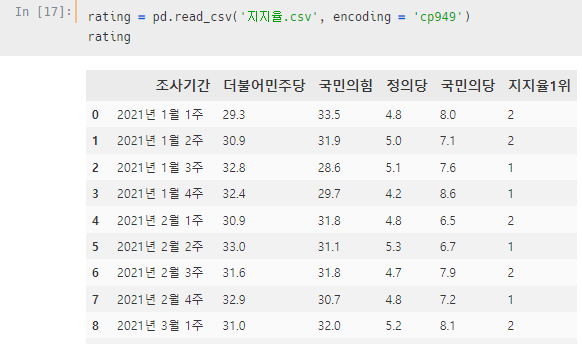 In [17]: rating = pd.read_csv('지지율.csv', encoding = 'cp949')
rating
조사기간 더불어민주당 국민의힘 정의당 국민의당 지지율1위
0 2021년 1월 1주 29.3 33.5 4.8 8.0 2
1 2021년 1월 2주 30.9 31.9 5.0 7.1 2
2 2021년 1월 3주 32.8 28.6 5.1 7.6 1
3 2021년 1월 4주 32.4 29.7 4.2 8.6 1
4 2021년 2월 1주 30.9 31.8 4.8 6.5 2
5 2021년 2월 2주 33.0 31.1 5.3 6.7 1
6 2021년 2월 3주 31.6 31.8 4.7 7.9 2
7 2021년 2월 4주 32.9 30.7 4.8 7.2 1
8 2021년 3월 1주 31.0 32.0 5.2 8.1 2